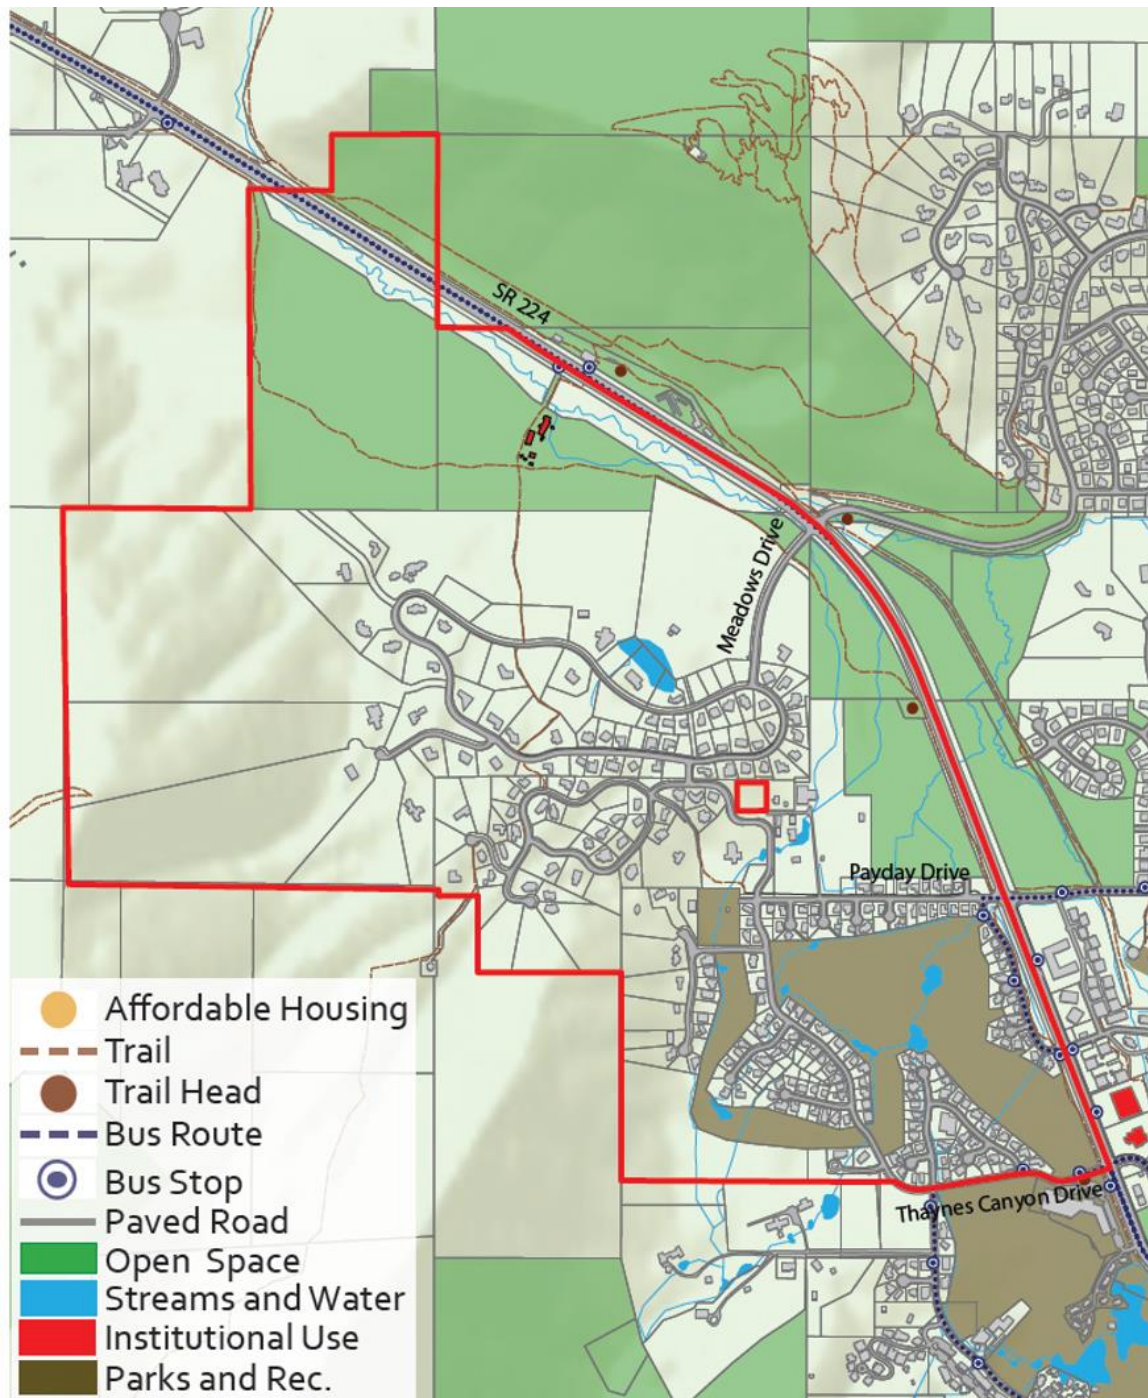 SR 224
Meadows Drive
Payday Drive
Thaynes Canyon Drive
Affordable Housing
Trail
Trail Head
Bus Route
Bus Stop
Paved Road
Open Space
Streams and Water
Institutional Use
Parks and Rec.